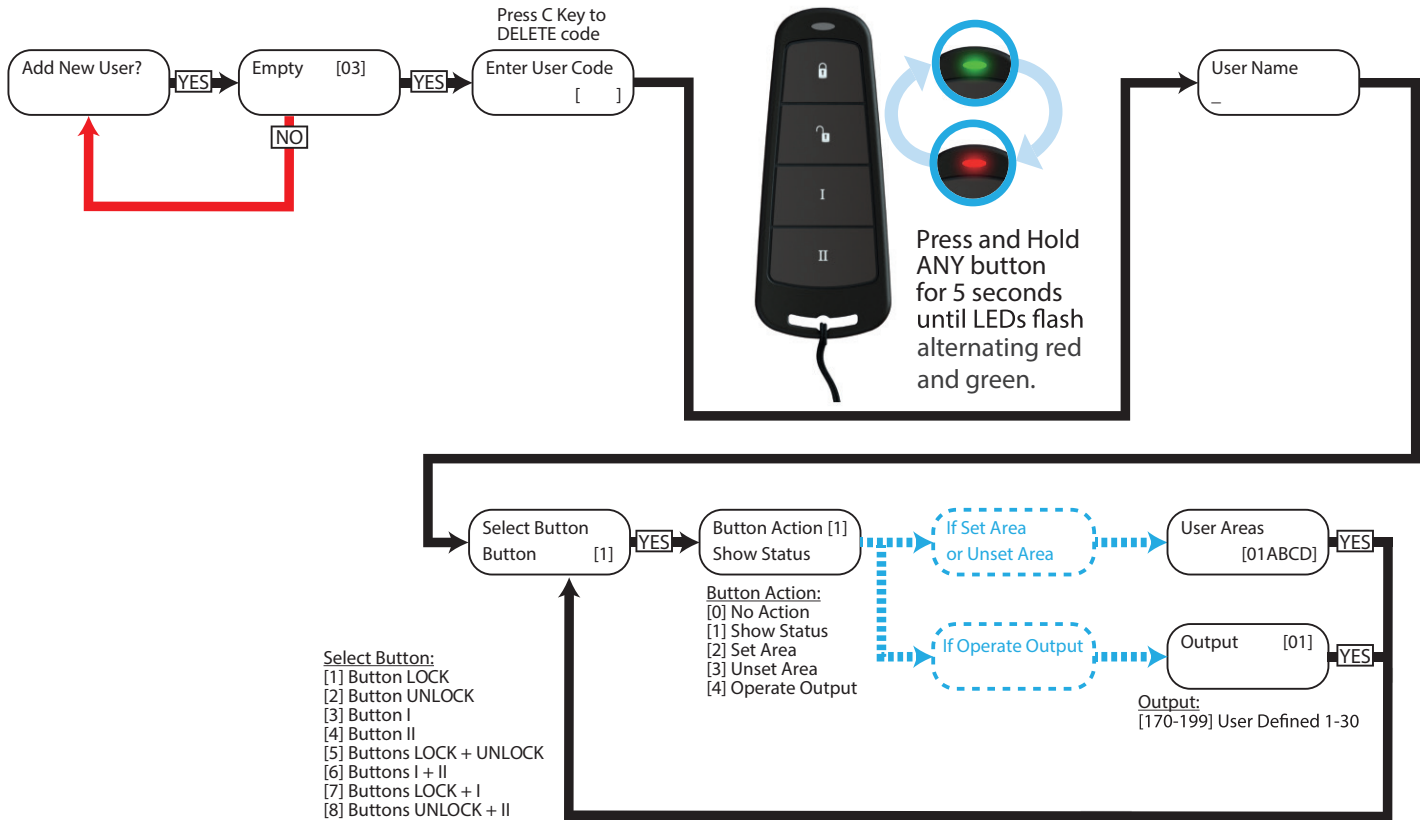 Press C Key to
DELETE code
Add New User?
YES
Empty [03]
YES
NO
Enter User Code
[ ]
I
II
Press and Hold
ANY button
for 5 seconds
until LEDs flash
alternating red
and green.
User Name
_
Select Button
Button [1]
YES
Button Action [1]
Show Status
If Set Area
or Unset Area
User Areas
[01ABCD]
YES
If Operate Output
Output [01]
YES
Select Button:
[1] Button LOCK
[2] Button UNLOCK
[3] Button I
[4] Button II
[5] Buttons LOCK + UNLOCK
[6] Buttons I + II
[7] Buttons LOCK + I
[8] Buttons UNLOCK + II
Button Action:
[0] No Action
[1] Show Status
[2] Set Area
[3] Unset Area
[4] Operate Output
Output:
[170-199] User Defined 1-30